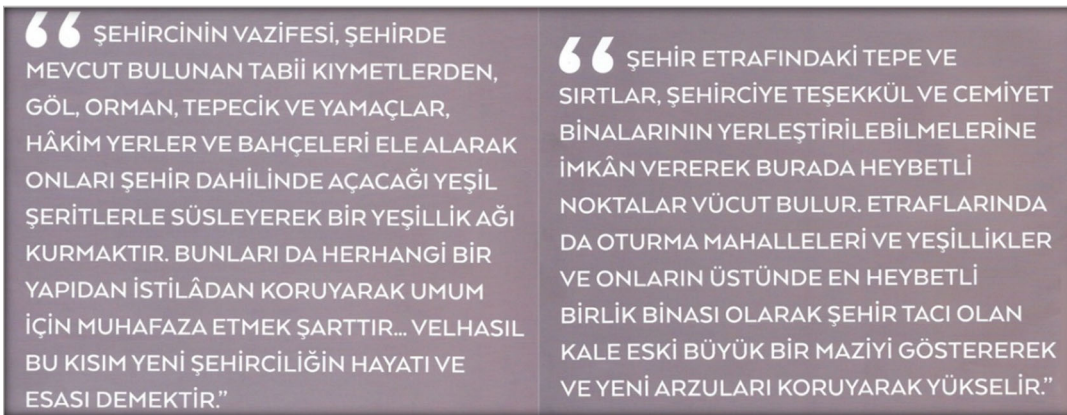 “ ŞEHİRCİNİN VAZİFESİ, ŞEHİRDE
MEVCUT BULUNAN TABİİ KIYMETLERDEN,
GÖL, ORMAN, TEPECİK VE YAMAÇLAR,
HÂKİM YERLER VE BAHÇELERİ ELE ALARAK
ONLARI ŞEHİR DAHİLİNDE AÇACAĞI YEŞİL
ŞERİTLERLE SÜSLEYEREK BİR YEŞİLLİK AĞI
KURMAKTIR. BUNLARI DA HERHANGİ BİR
YAPIDAN İSTİLÂDAN KORUYARAK UMUM
İÇİN MUHAFAZA ETMEK ŞARTTIR... VELHASIL
BU KISIM YENİ ŞEHİRCİLİĞİN HAYATI VE
ESASI DEMEKTİR.”
“ ŞEHİR ETRAFINDAKİ TEPE VE
SIRTLAR, ŞEHİRCİYE TEŞEKKÜL VE CEMİYET
BİNALARININ YERLEŞTİRİLEBİLMELERİNE
İMKÂN VEREREK BURADA HEYBETLİ
NOKTALAR VÜCUT BULUR. ETRAFLARINDA
DA OTURMA MAHALLELERİ VE YEŞİLLİKLER
VE ONLARIN ÜSTÜNDE EN HEYBETLİ
BİRLİK BİNASI OLARAK ŞEHİR TACI OLAN
KALE ESKİ BÜYÜK BİR MAZİYİ GÖSTEREREK
VE YENİ ARZULARI KORUYARAK YÜKSELİR.”